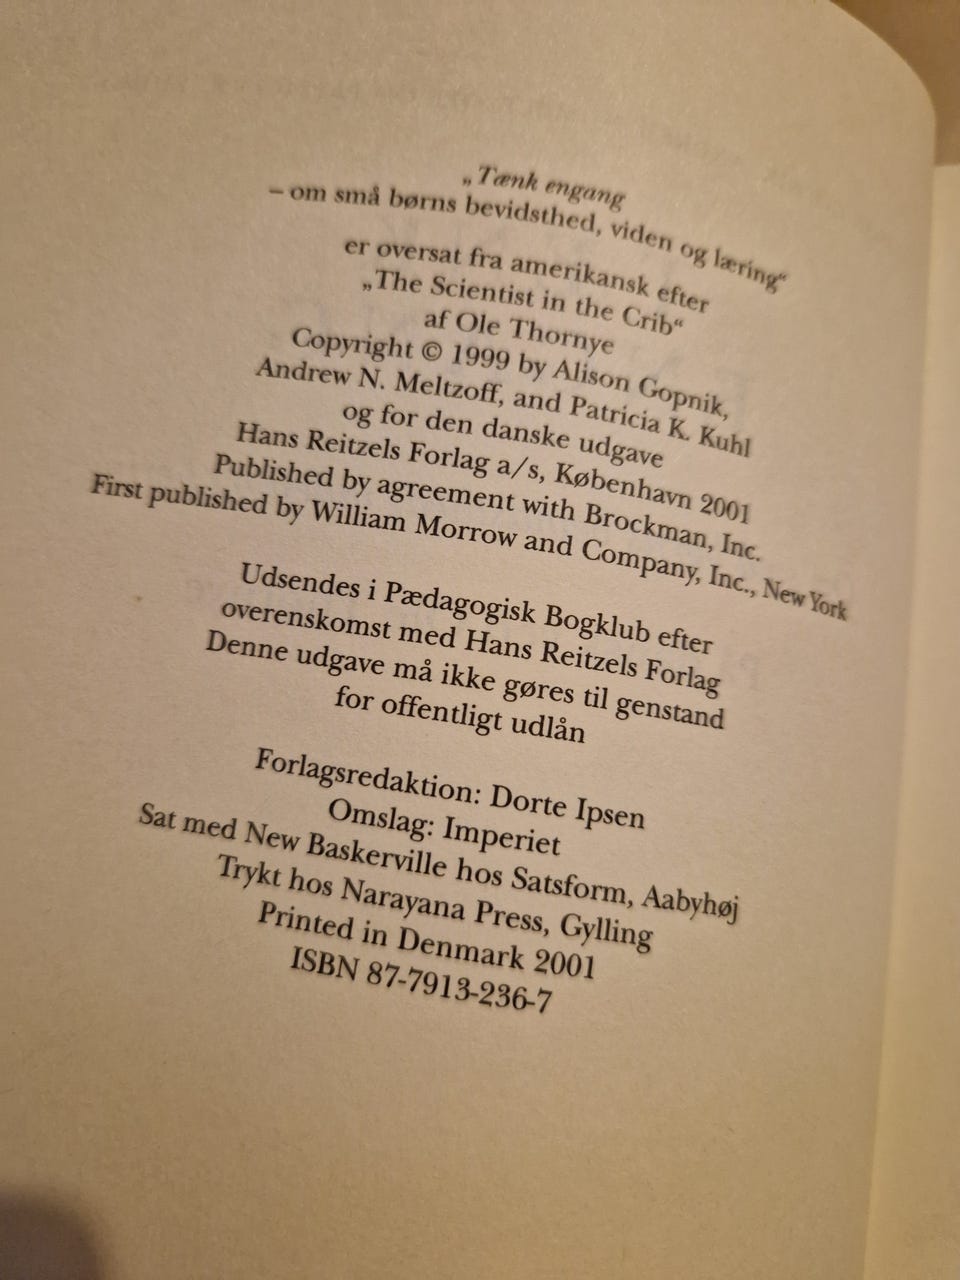 „Tænk engang
– om små børns bevidsthed, viden og læring“
er oversat fra amerikansk efter
„The Scientist in the Crib“
af Ole Thornye
Copyright © 1999 by Alison Gopnik,
Andrew N. Meltzoff, and Patricia K. Kuhl
og for den danske udgave
Hans Reitzels Forlag a/s, København 2001
Published by agreement with Brockman, Inc.
First published by William Morrow and Company, Inc., New York
Udsendes i Pædagogisk Bogklub efter
overenskomst med Hans Reitzels Forlag
Denne udgave må ikke gøres til genstand
for offentligt udlån
Forlagsredaktion: Dorte Ipsen
Omslag: Imperiet
Sat med New Baskerville hos Satsform, Aabyhøj
Trykt hos Narayana Press, Gylling
Printed in Denmark 2001
ISBN 87-7913-236-7